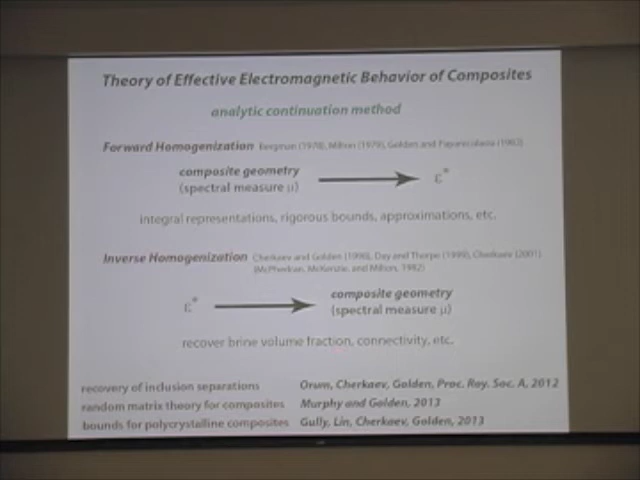 Theory of Effective Electromagnetic Behavior of Composites
analytic continuation method
Forward Homogenization Bergman (1978), Milton (1979), Golden and Papanicolaou (1983)
composite geometry
(spectral measure μ)
ε*
integral representations, rigorous bounds, approximations, etc.
Inverse Homogenization Cherkaev and Golden (1998), Day and Thorpe (1999), Cherkaev (2001)
(McPhedran, McKenzie, and Milton, 1982)
ε*
composite geometry
(spectral measure μ)
recover brine volume fraction, connectivity, etc.
recovery of inclusion separations Orum, Cherkaev, Golden, Proc. Roy. Soc. A, 2012
random matrix theory for composites Murphy and Golden, 2013
bounds for polycrystalline composites Gully, Lin, Cherkaev, Golden, 2013